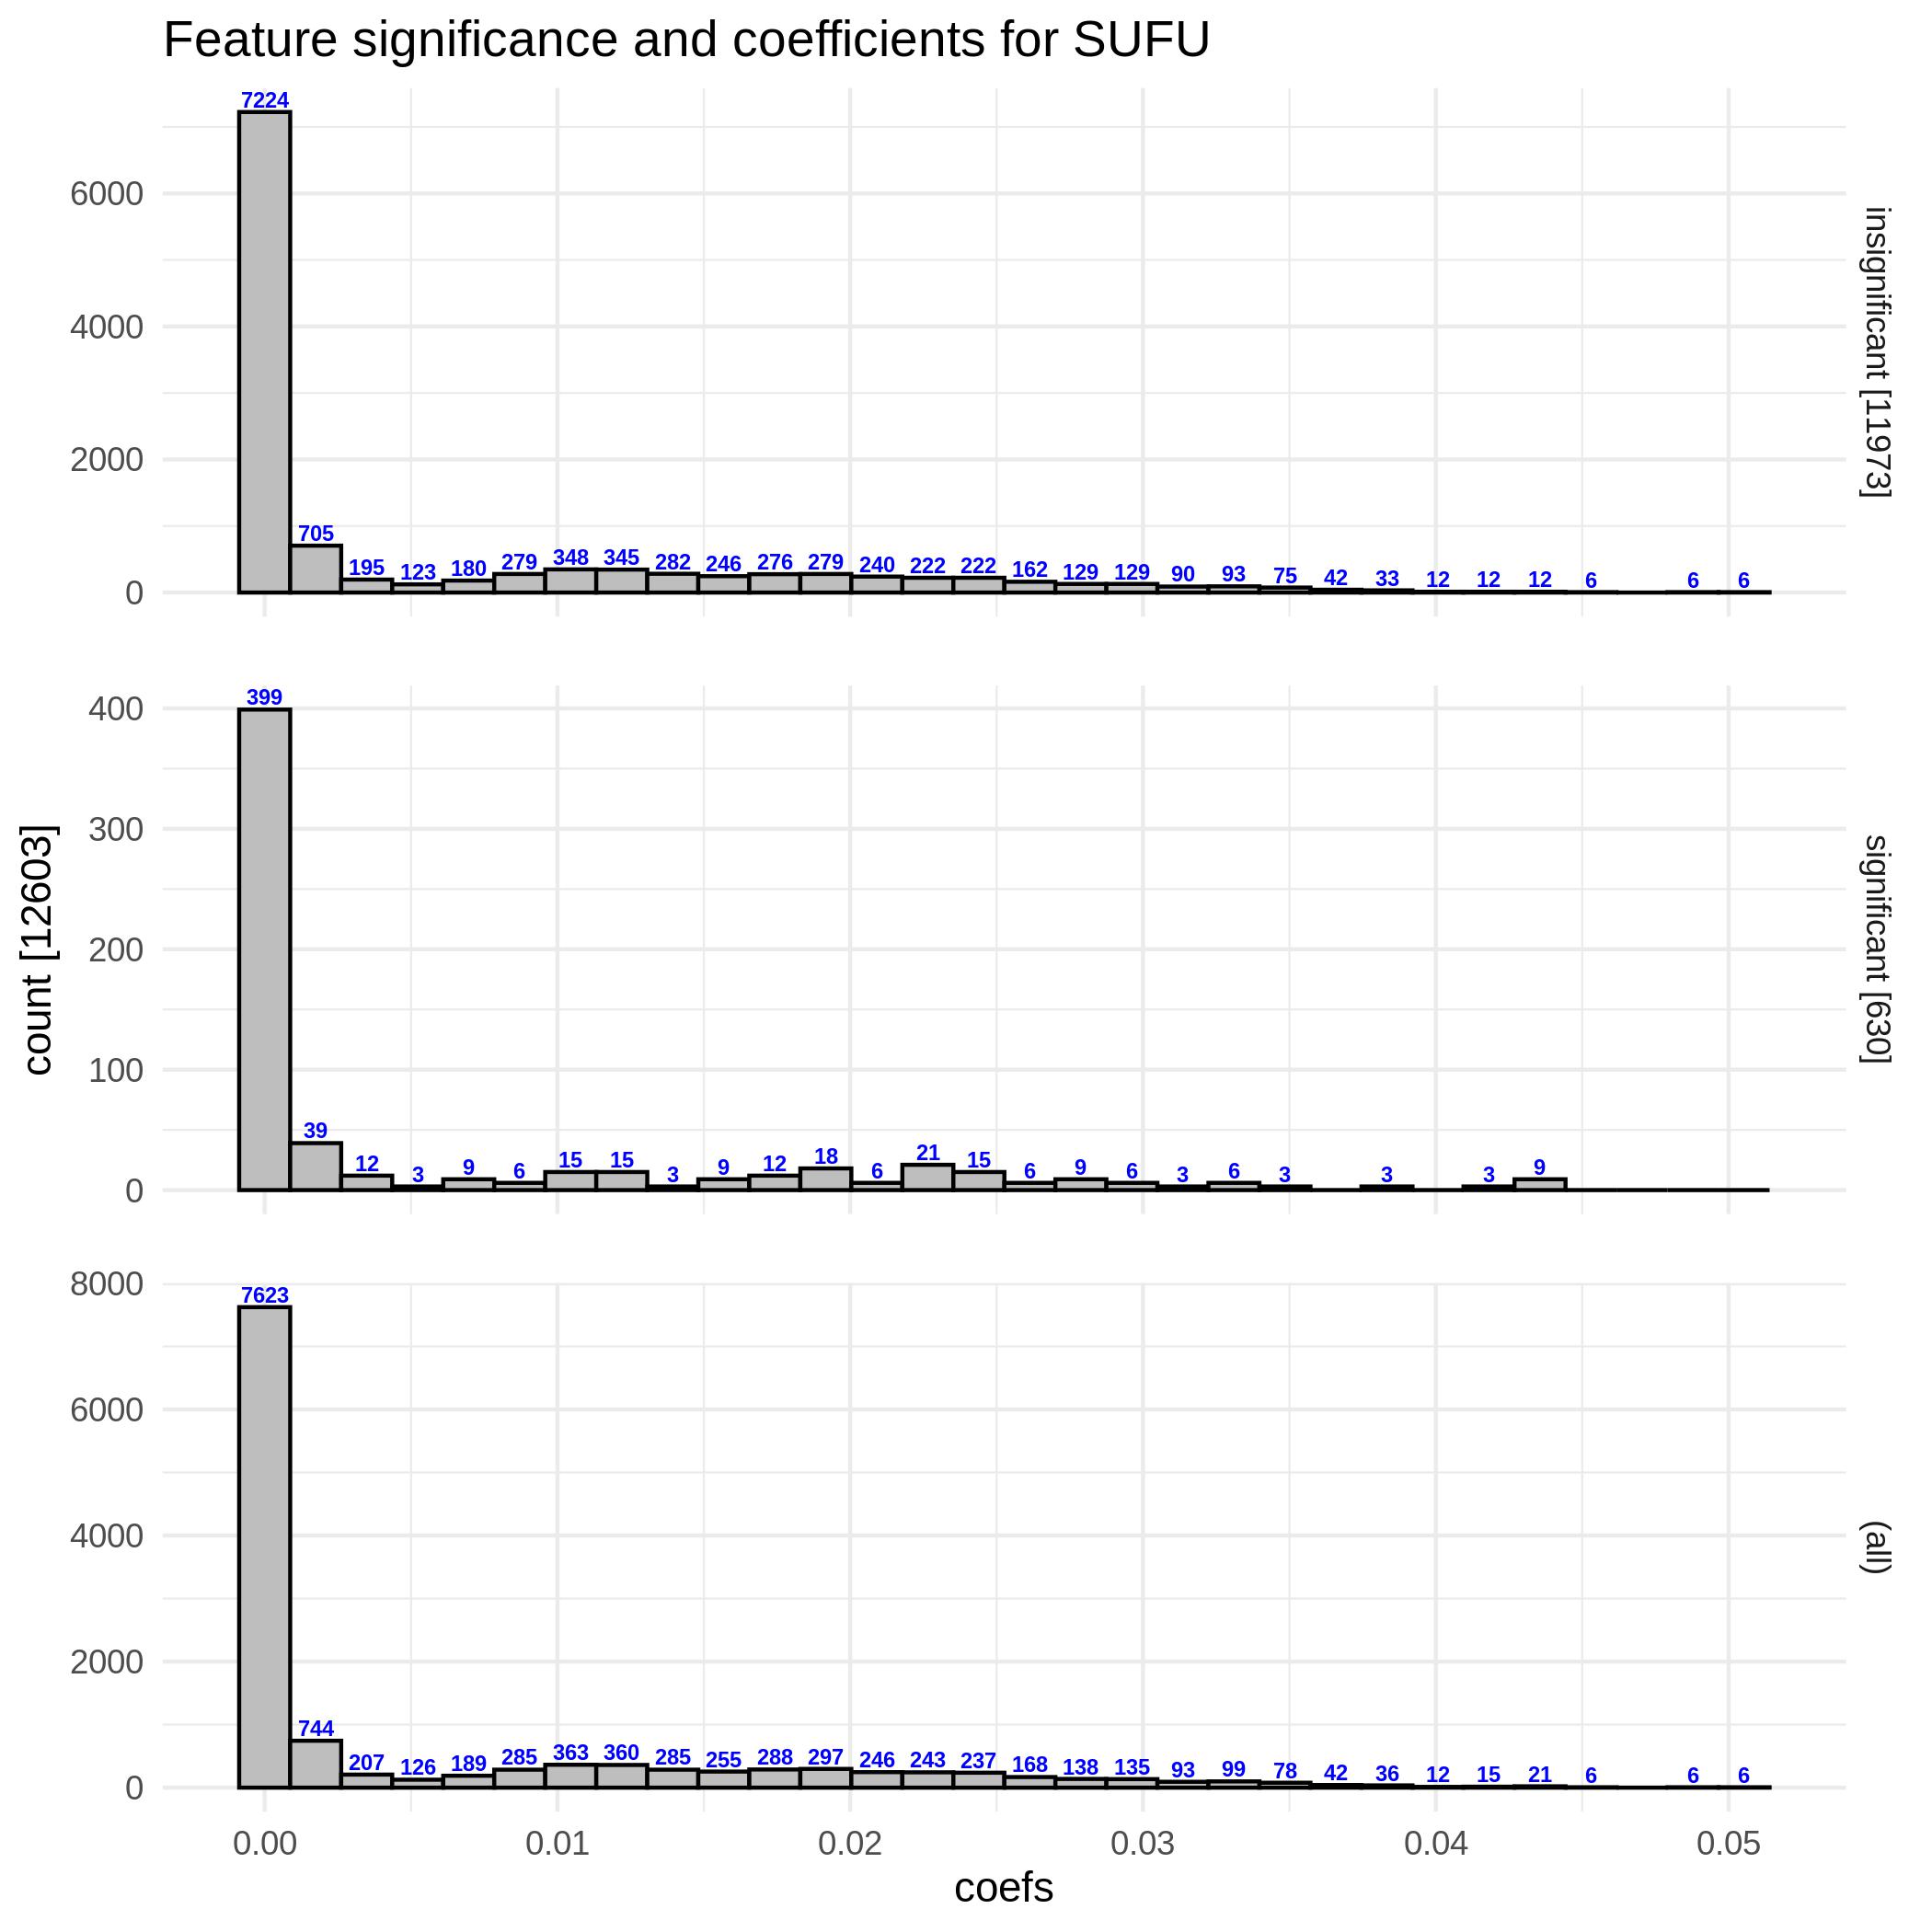 Feature significance and coefficients for SUFU
7224
6000
4000
2000
0
705 195 123 180 279 348 345 282 246 276 279 240 222 222 162 129 129 90 93 75 42 33 12 12 12 6 6 6
insignificant [11973]
count [12603]
399
400
300
200
100
0
39 12 3 9 6 15 15 3 9 12 18 6 21 15 6 9 6 3 6 3 3 3 9
significant [630]
8000
7623
6000
4000
2000
0
744 207 126 189 285 363 360 285 255 288 297 246 243 237 168 138 135 93 99 78 42 36 12 15 21 6 6 6
(all)
0.00 0.01 0.02 0.03 0.04 0.05
coefs